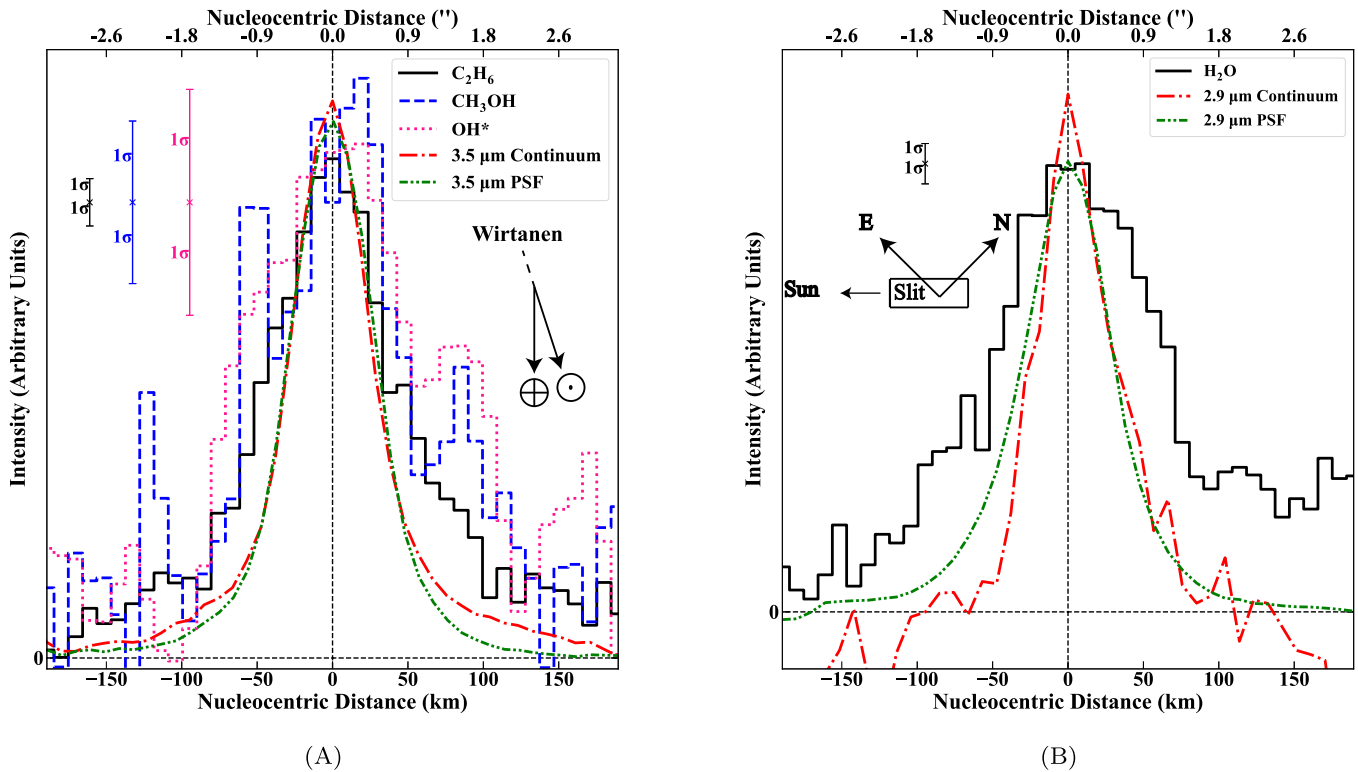 Nucleocentric Distance (")
-2.6 -1.8 -0.9 0.0 0.9 1.8 2.6
C₂H₆
CH₃OH
OH*
3.5 μm Continuum
3.5 μm PSF
1σ
1σ
1σ
1σ
1σ
1σ
Wirtanen
Intensity (Arbitrary Units)
0
−150 −100 −50 0 50 100 150
Nucleocentric Distance (km)
(A)
Nucleocentric Distance (")
-2.6 -1.8 -0.9 0.0 0.9 1.8 2.6
H₂O
2.9 μm Continuum
2.9 μm PSF
1σ
1σ
E N
Sun Slit
Intensity (Arbitrary Units)
0
−150 −100 −50 0 50 100 150
Nucleocentric Distance (km)
(B)